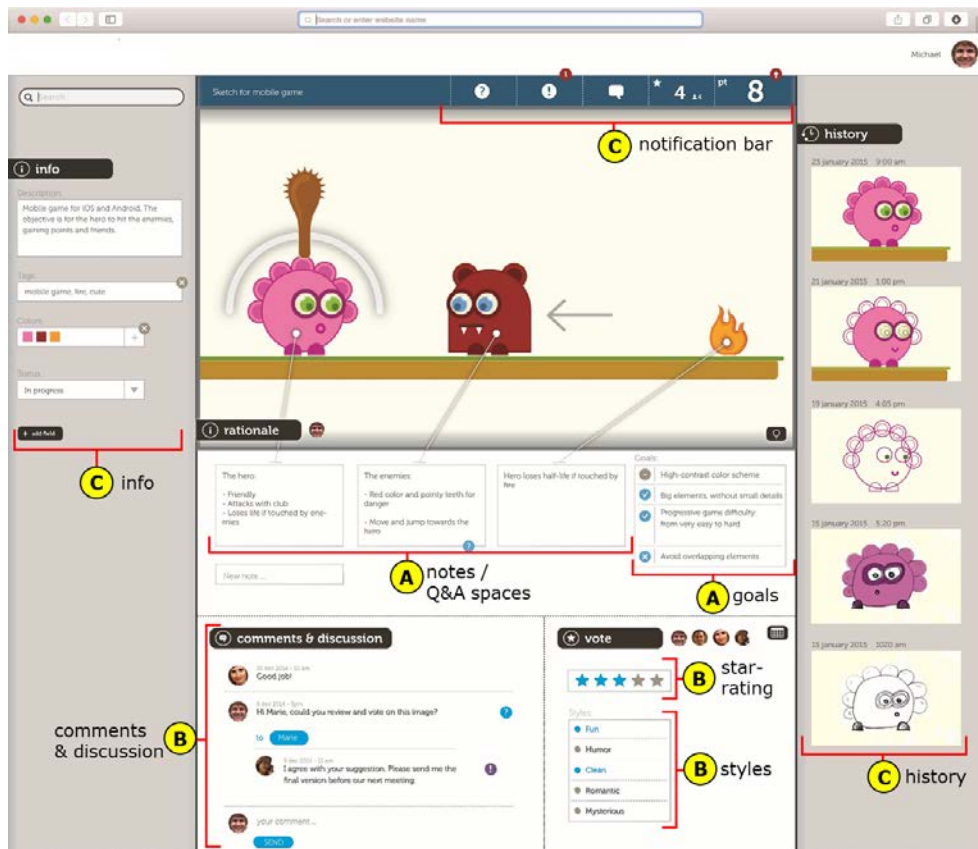 Search or enter website name
Michael
Search
Sketch for mobile game
1
4
pt
8
C notification bar
history
info
Description:
Mobile game for iOS and Android. The
objective is for the hero to hit the enemies,
gaining points and friends.
Tags:
mobile game, fire, cute
Colors:
Status:
In progress
+ add field
C info
23 january 2015 9:00 am
21 january 2015 1:00 pm
19 january 2015 4:05 pm
15 january 2015 5:20 pm
15 january 2015 1020 am
C history
rationale
The hero:
- Friendly
- Attacks with club
- Loses life if touched by ene-
mies
The enemies:
- Red color and pointy teeth for
danger
- Move and jump towards the
hero
Hero loses half-life if touched by
fire
Goals:
High-contrast color scheme
Big elements, without small details
Progressive game difficulty:
from very easy to hard
Avoid overlapping elements
New note ...
A notes /
Q&A spaces
A goals
comments & discussion
10 dec 2014 - 11 am
Good job!
Hi Marie, could you review and vote on this image?
to Marie
I agree with your suggestion. Please send me the
final version before our next meeting.
your comment ...
SEND
comments
& discussion B
vote
B star-
rating
Styles:
Fun
Humor
Clean
Romantic
Mysterious
B styles